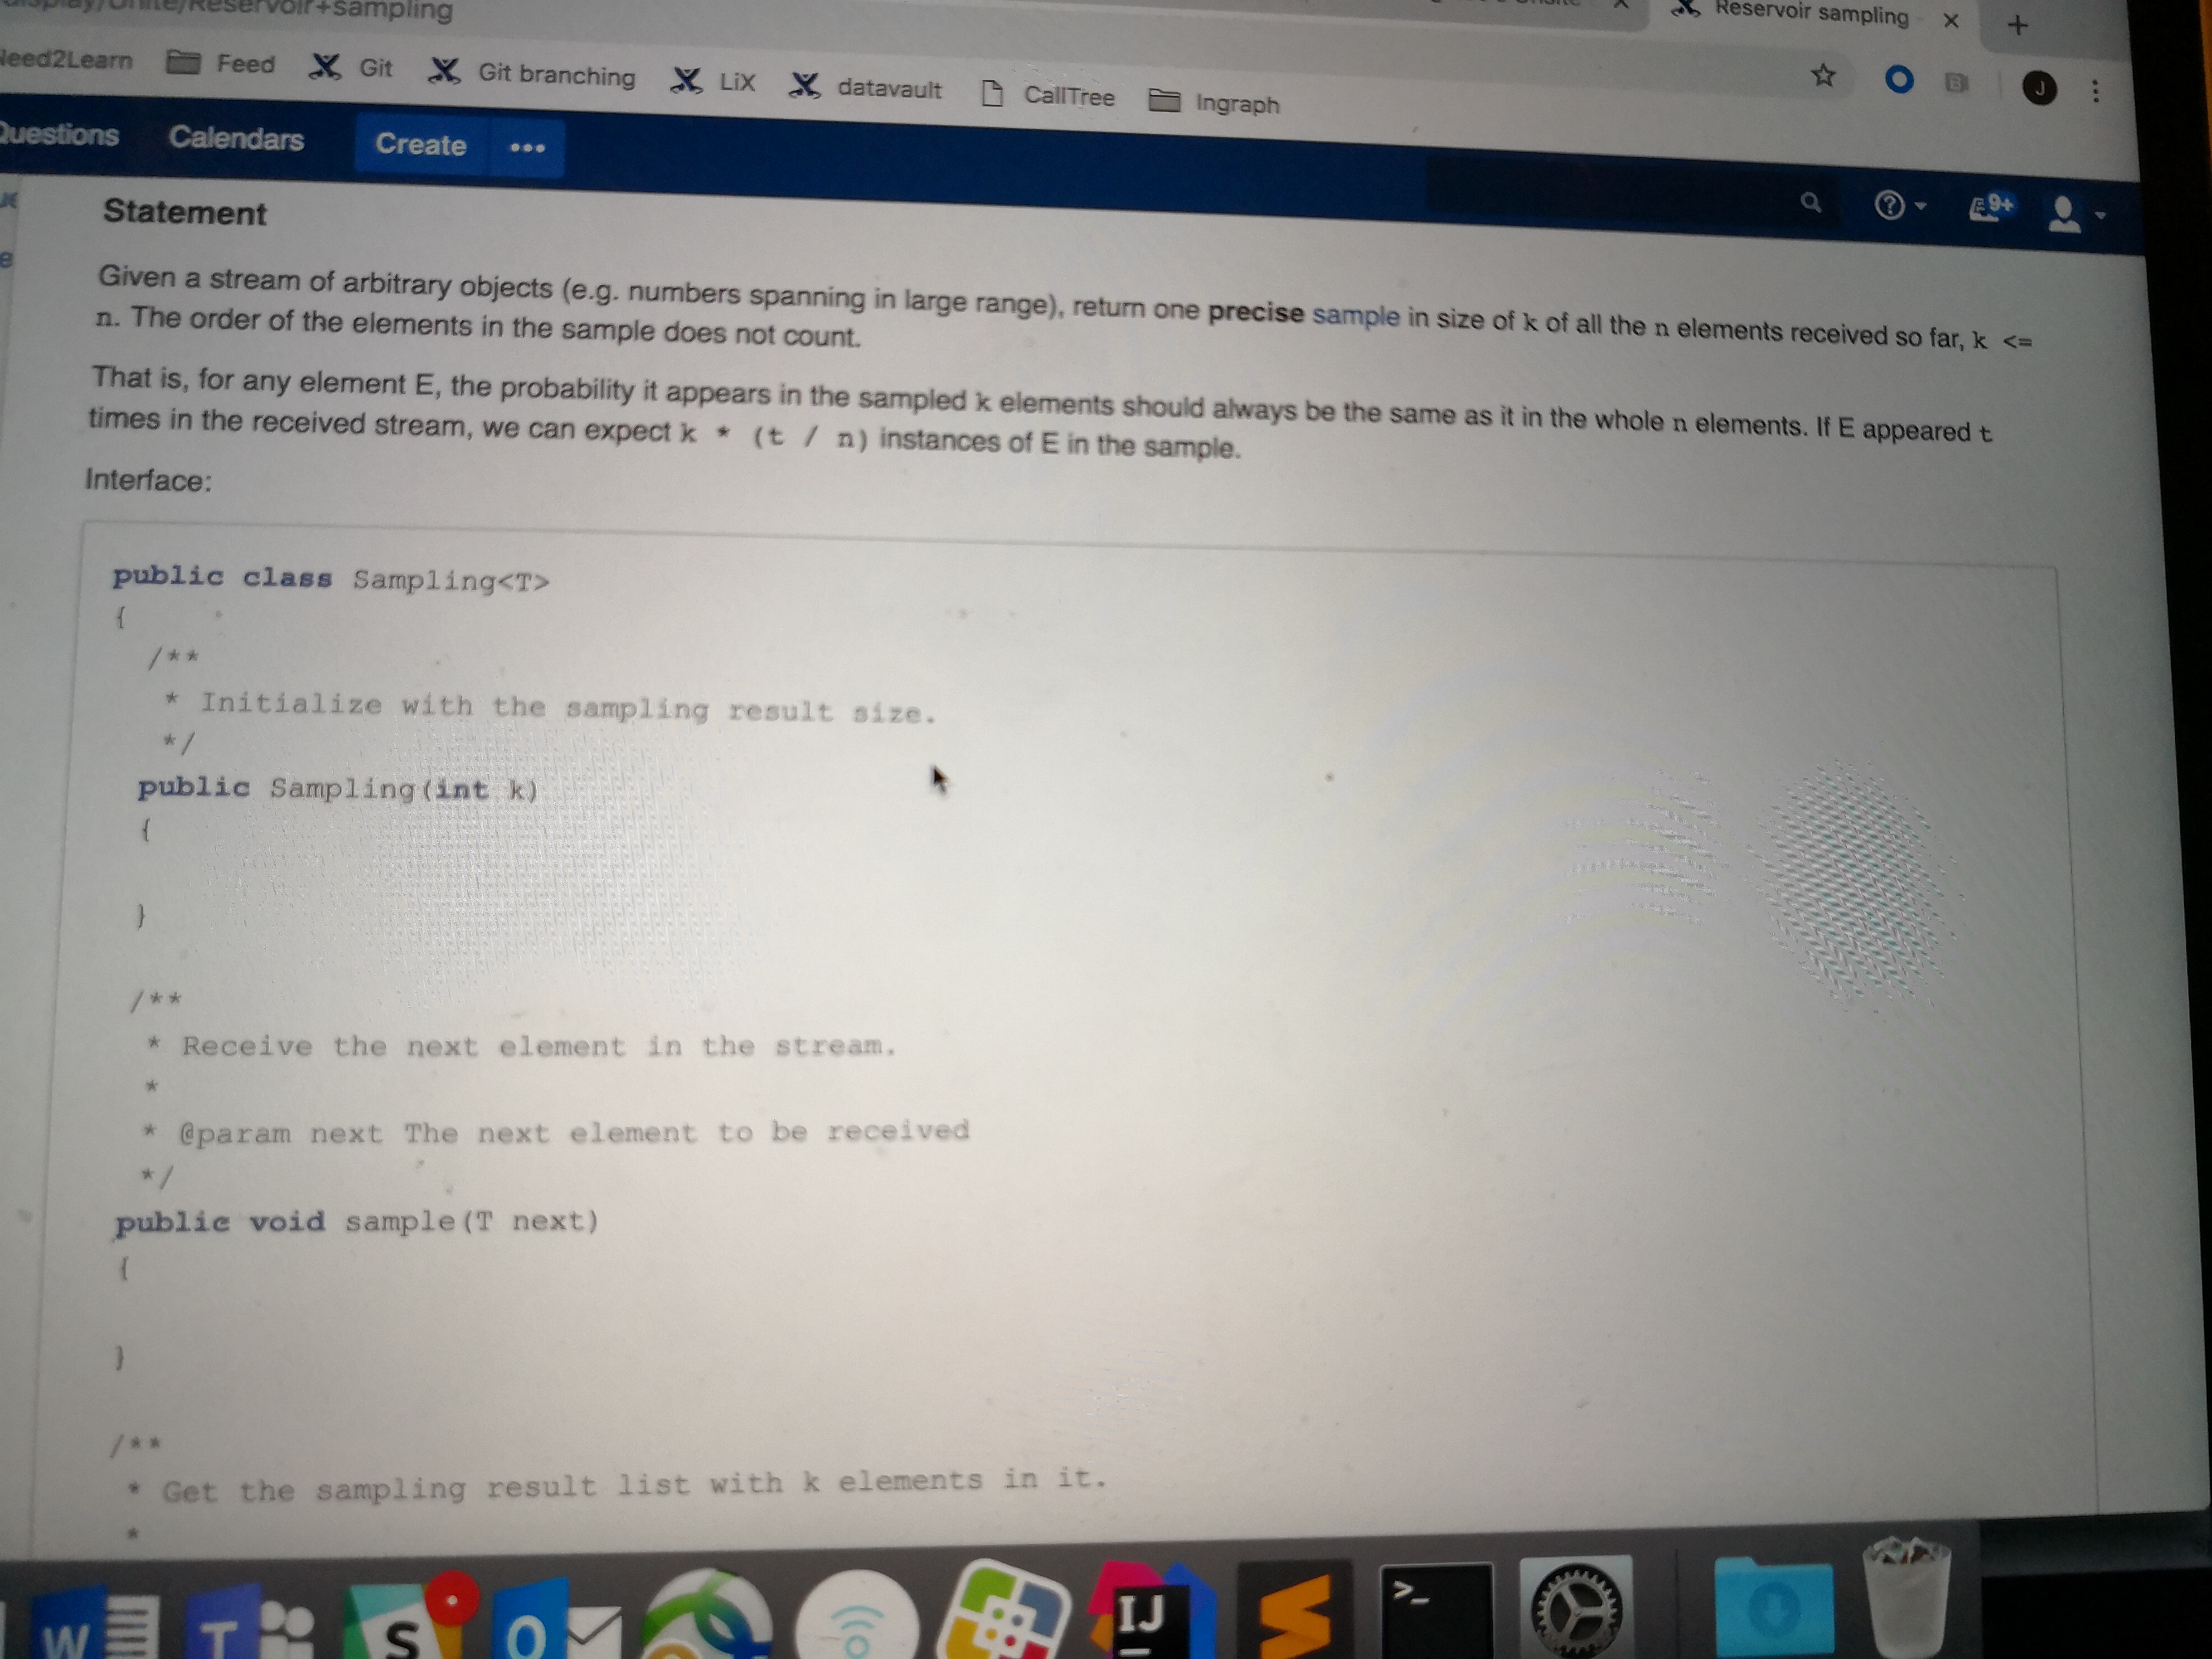 display/Unite/Reservoir+sampling
Reservoir sampling × +
Need2Learn Feed Git Git branching LiX datavault CallTree Ingraph
J
Questions Calendars Create •••
9+
Statement
Given a stream of arbitrary objects (e.g. numbers spanning in large range), return one precise sample in size of k of all the n elements received so far, k <=
n. The order of the elements in the sample does not count.
That is, for any element E, the probability it appears in the sampled k elements should always be the same as it in the whole n elements. If E appeared t
times in the received stream, we can expect k * (t / n) instances of E in the sample.
Interface:
public class Sampling<T>
{
/**
* Initialize with the sampling result size.
*/
public Sampling(int k)
{
}
/**
* Receive the next element in the stream.
*
* @param next The next element to be received
*/
public void sample(T next)
{
}
/**
* Get the sampling result list with k elements in it.
*
W T S O IJ >_